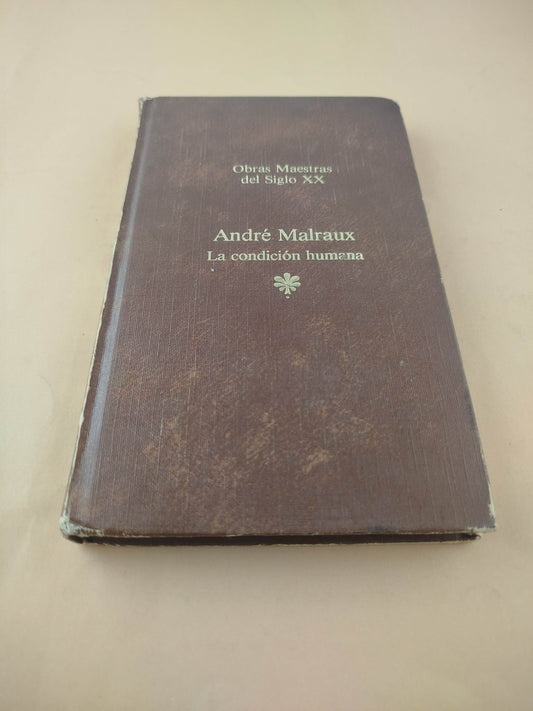 Obras Maestras
del Siglo XX
André Malraux
La condición humana